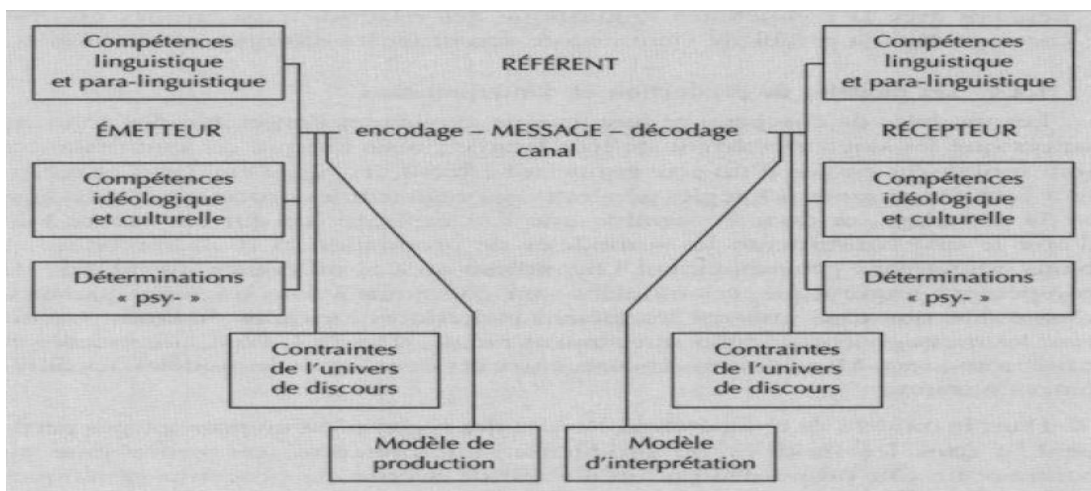 Compétences
linguistique
et para-linguistique
RÉFÉRENT
Compétences
linguistique
et para-linguistique
ÉMETTEUR
encodage – MESSAGE – décodage
canal
RÉCEPTEUR
Compétences
idéologique
et culturelle
Compétences
idéologique
et culturelle
Déterminations
« psy- »
Déterminations
« psy- »
Contraintes
de l'univers
de discours
Contraintes
de l'univers
de discours
Modèle de
production
Modèle
d'interprétation